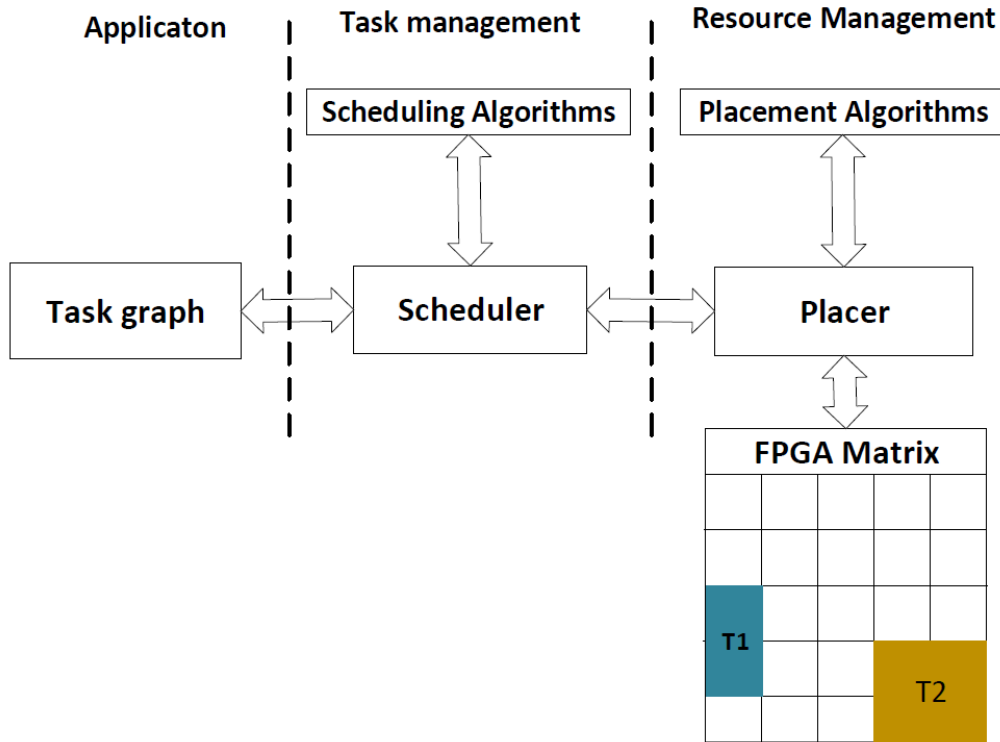 Applicaton
Task management
Resource Management
Scheduling Algorithms
Placement Algorithms
Task graph
Scheduler
Placer
FPGA Matrix
T1
T2